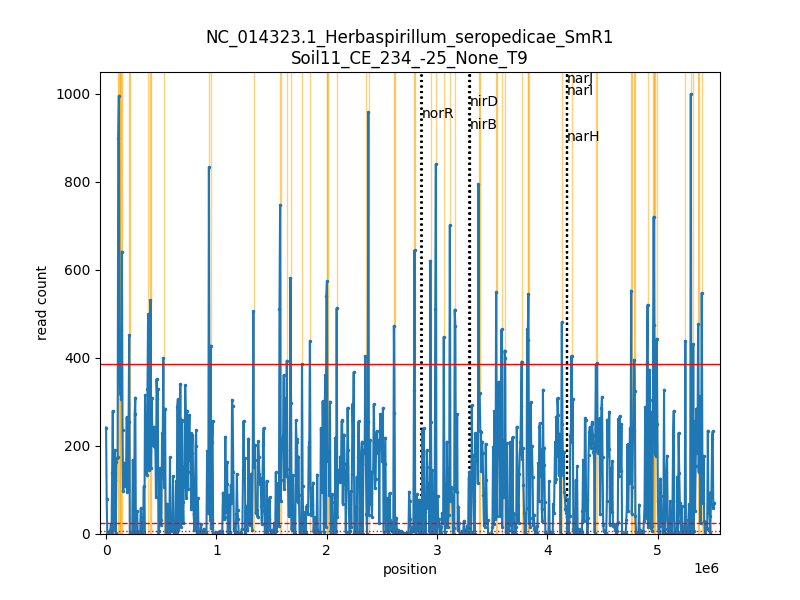 NC_014323.1_Herbaspirillum_seropedicae_SmR1
Soil11_CE_234_-25_None_T9
narJ
narI
nirD
norR
nirB
narH
1000
800
600
400
200
0
read count
0
1
2
3
4
5
1e6
position